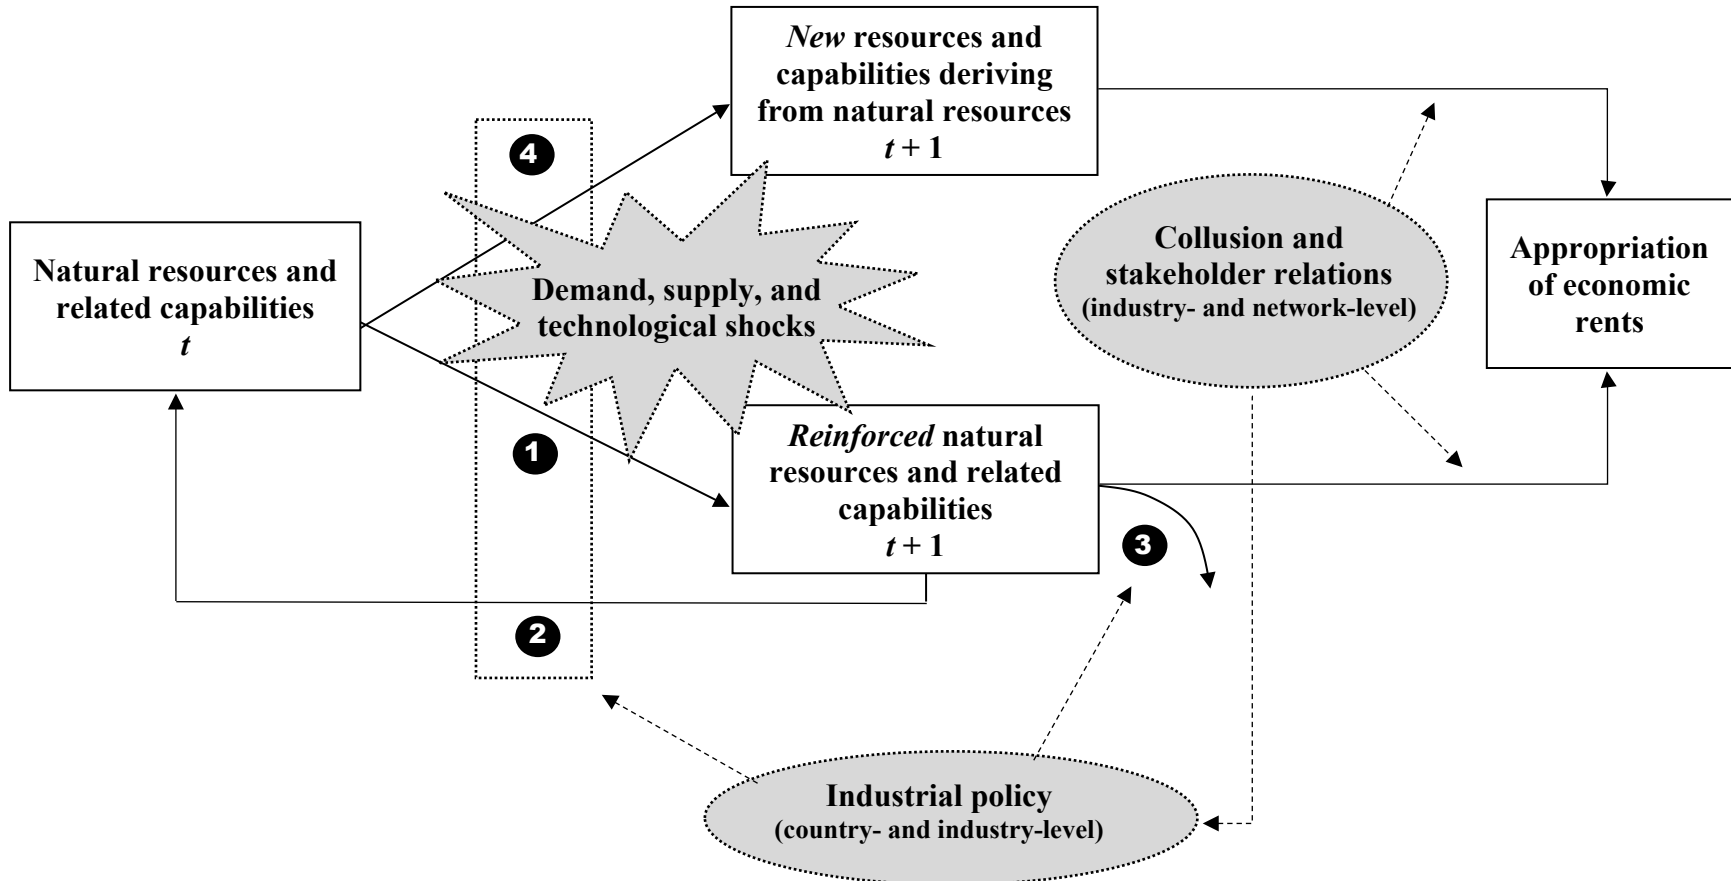 New resources and
capabilities deriving
from natural resources
t + 1
4
Natural resources and
related capabilities
t
Demand, supply, and
technological shocks
Collusion and
stakeholder relations
(industry- and network-level)
Appropriation
of economic
rents
1
Reinforced natural
resources and related
capabilities
t + 1
3
2
Industrial policy
(country- and industry-level)